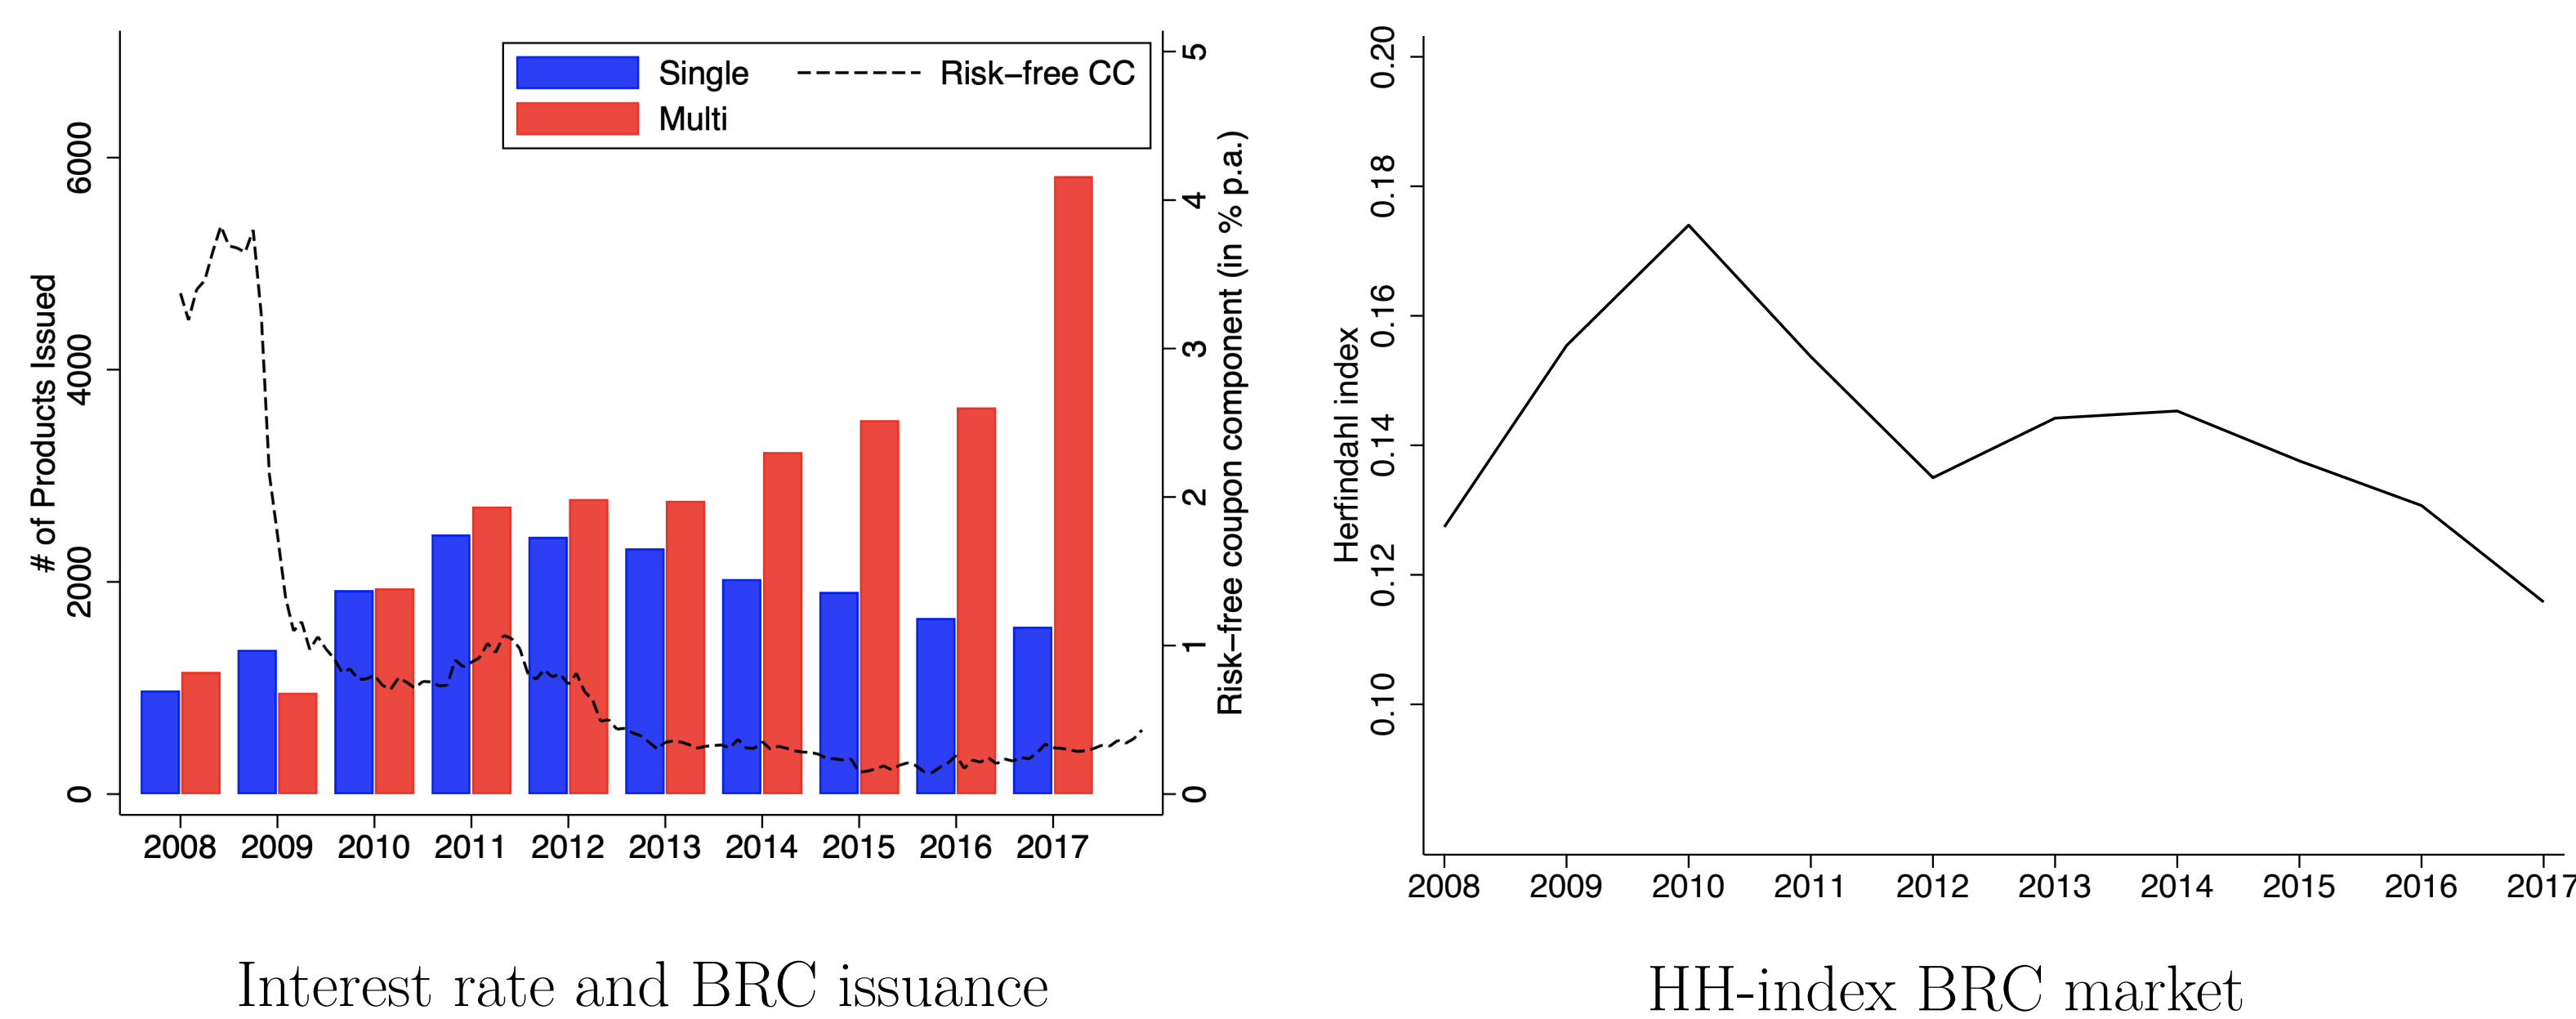 Single
Risk−free CC
Multi
# of Products Issued
0
2000
4000
6000
Risk−free coupon component (in % p.a.)
0
1
2
3
4
5
2008 2009 2010 2011 2012 2013 2014 2015 2016 2017
Interest rate and BRC issuance
Herfindahl index
0.10
0.12
0.14
0.16
0.18
0.20
2008 2009 2010 2011 2012 2013 2014 2015 2016 2017
HH-index BRC market